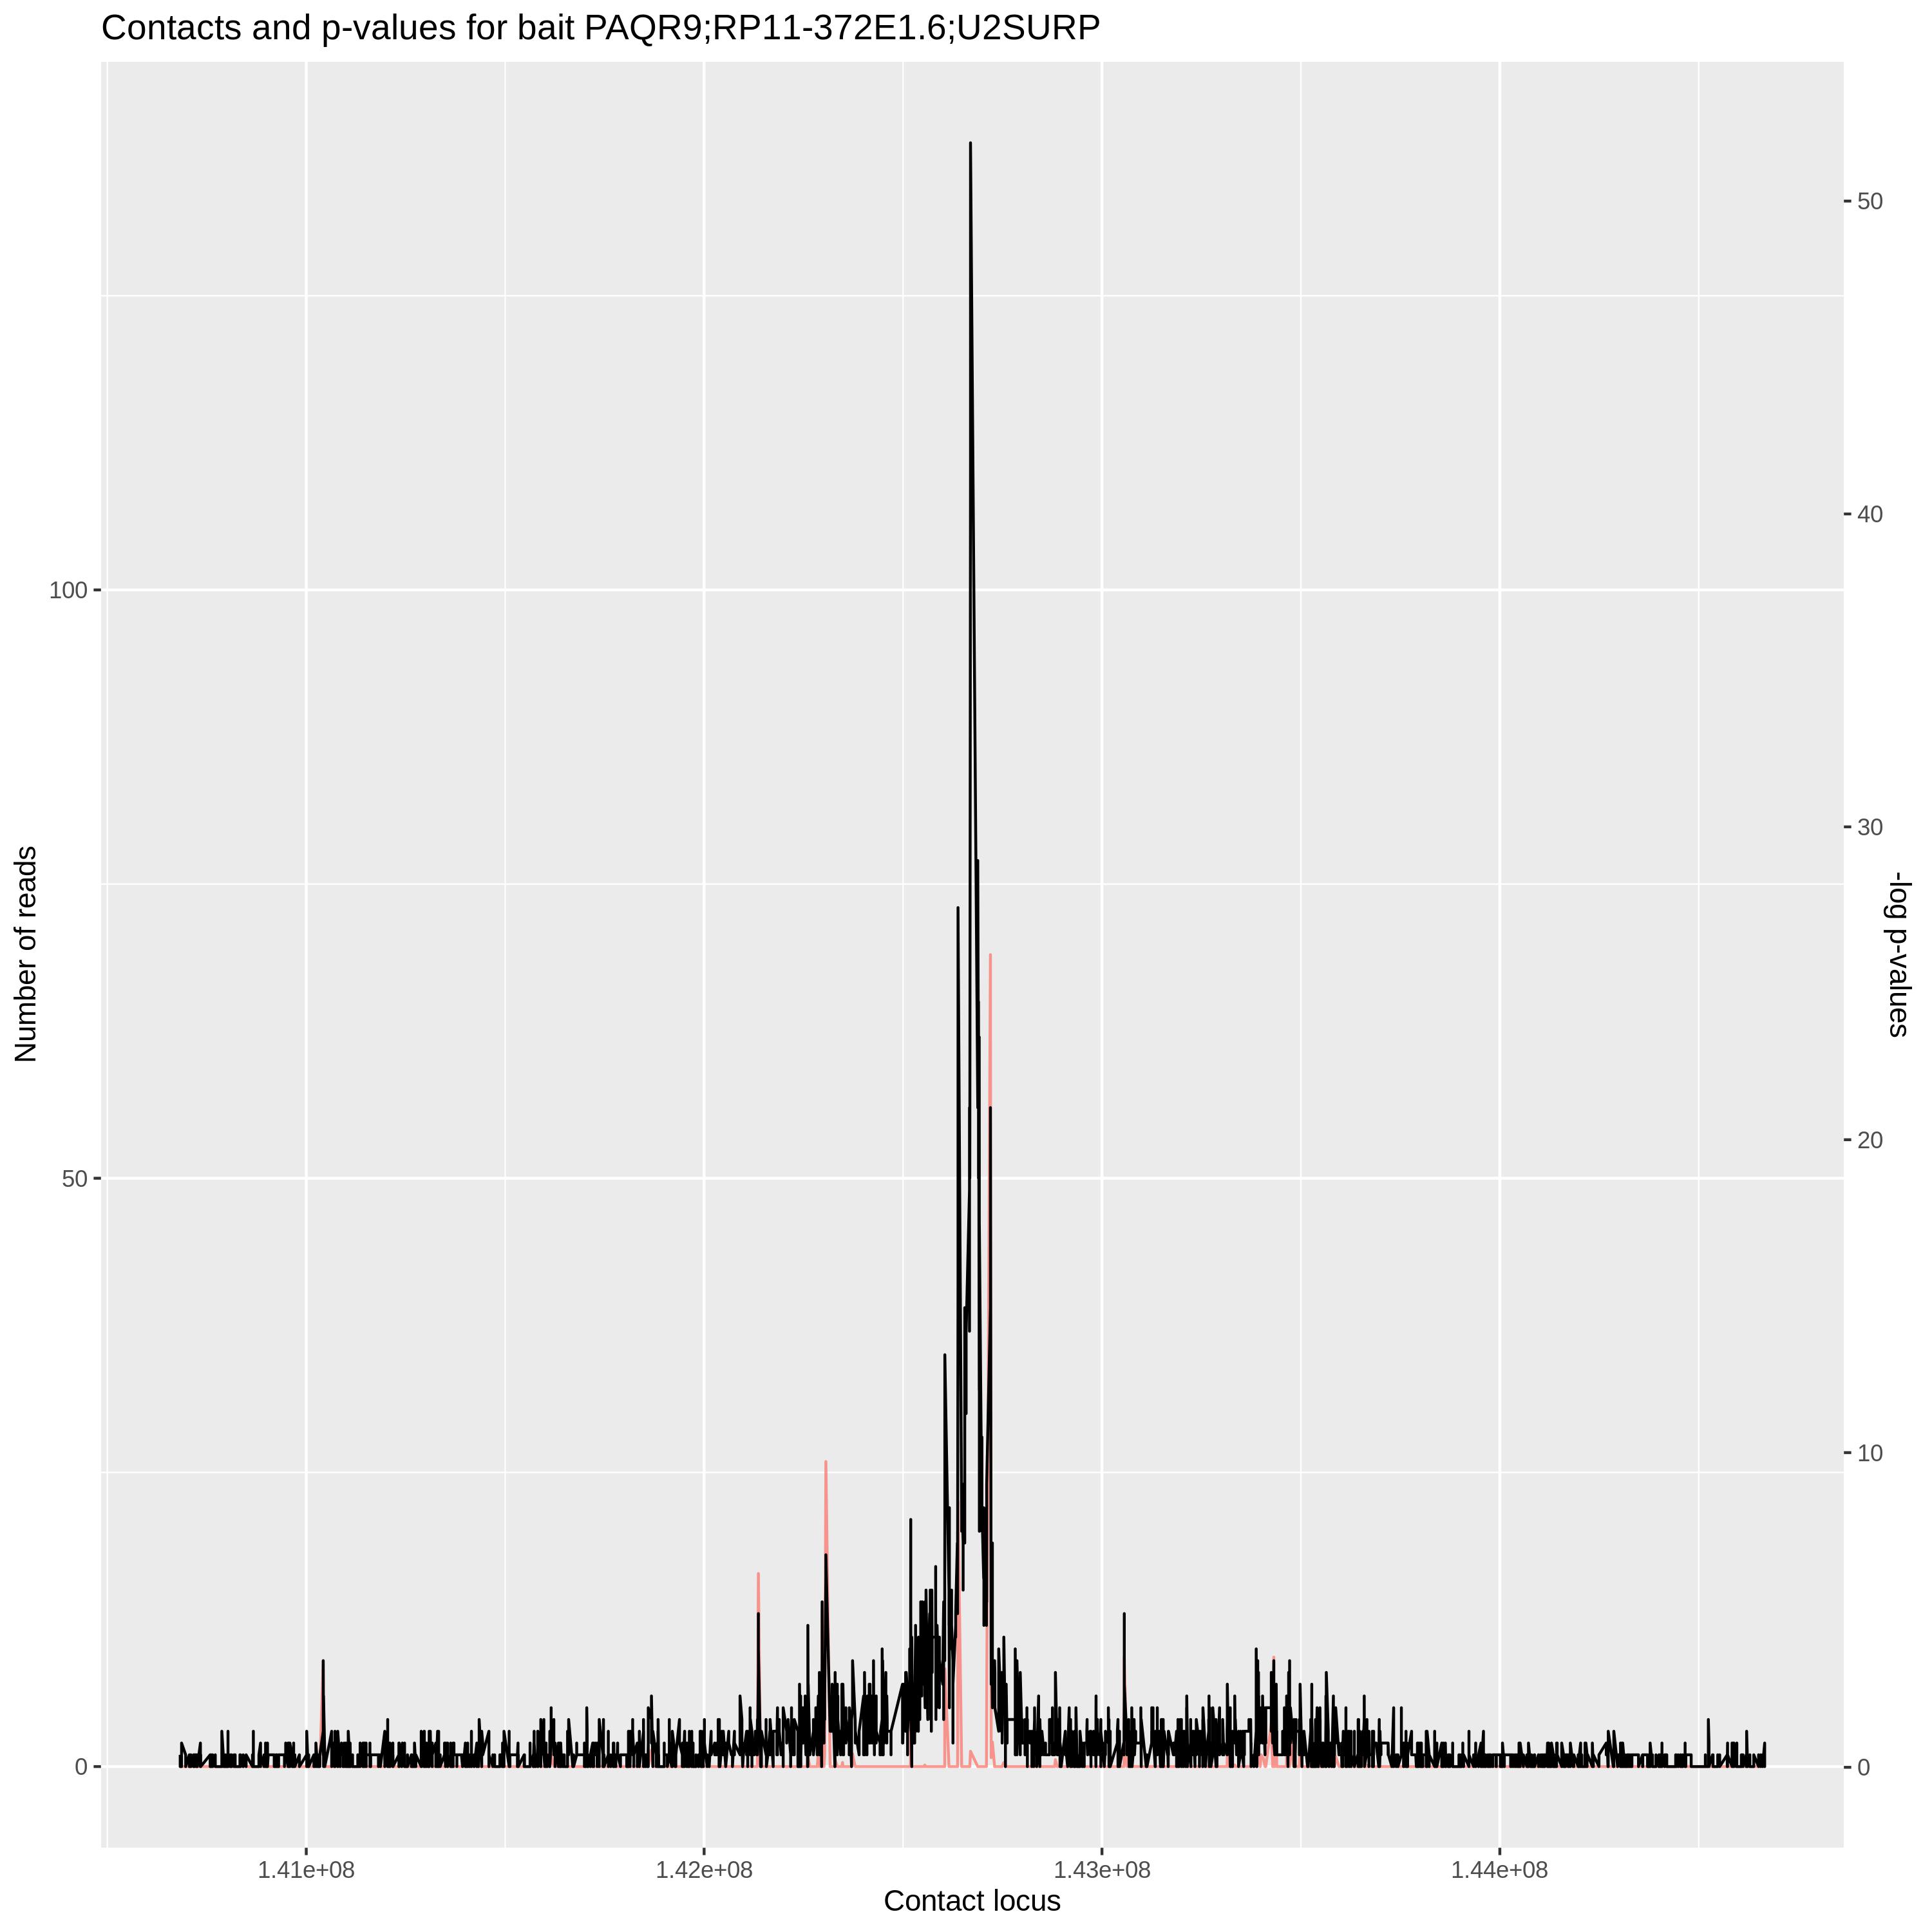 Contacts and p-values for bait PAQR9;RP11-372E1.6;U2SURP
Number of reads
100
50
0
50
40
30
20
10
0
-log p-values
1.41e+08
1.42e+08
1.43e+08
1.44e+08
Contact locus